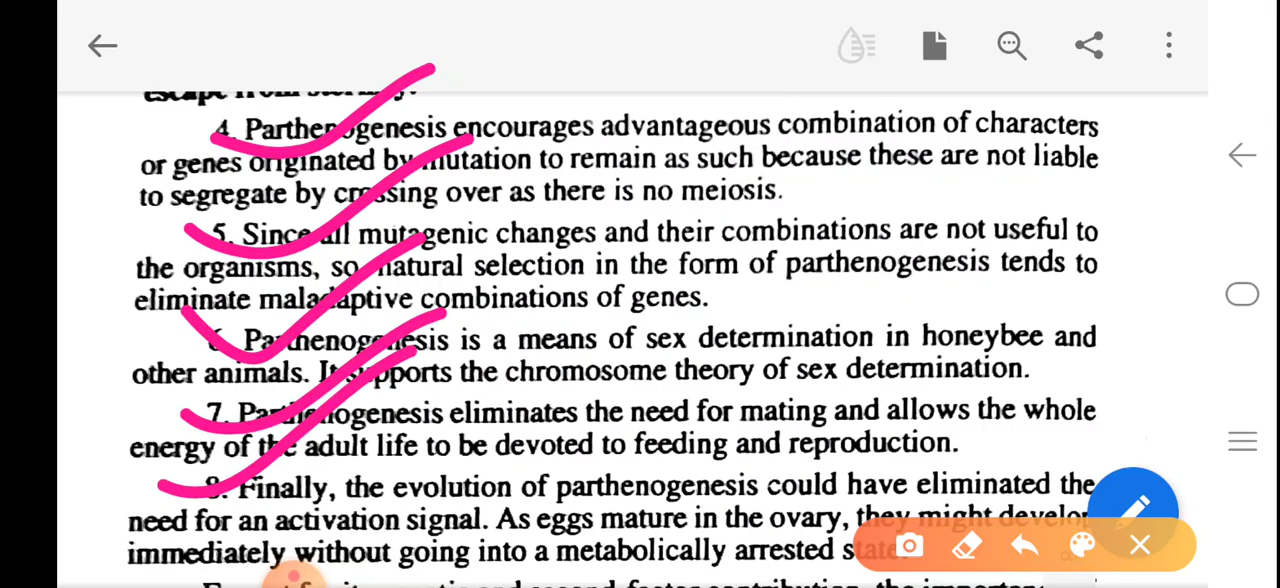 escape from sterility.
4. Parthenogenesis encourages advantageous combination of characters
or genes originated by mutation to remain as such because these are not liable
to segregate by crossing over as there is no meiosis.
5. Since all mutagenic changes and their combinations are not useful to
the organisms, so natural selection in the form of parthenogenesis tends to
eliminate maladaptive combinations of genes.
6. Parthenogenesis is a means of sex determination in honeybee and
other animals. It supports the chromosome theory of sex determination.
7. Parthenogenesis eliminates the need for mating and allows the whole
energy of the adult life to be devoted to feeding and reproduction.
8. Finally, the evolution of parthenogenesis could have eliminated the
need for an activation signal. As eggs mature in the ovary, they might develop
immediately without going into a metabolically arrested state.